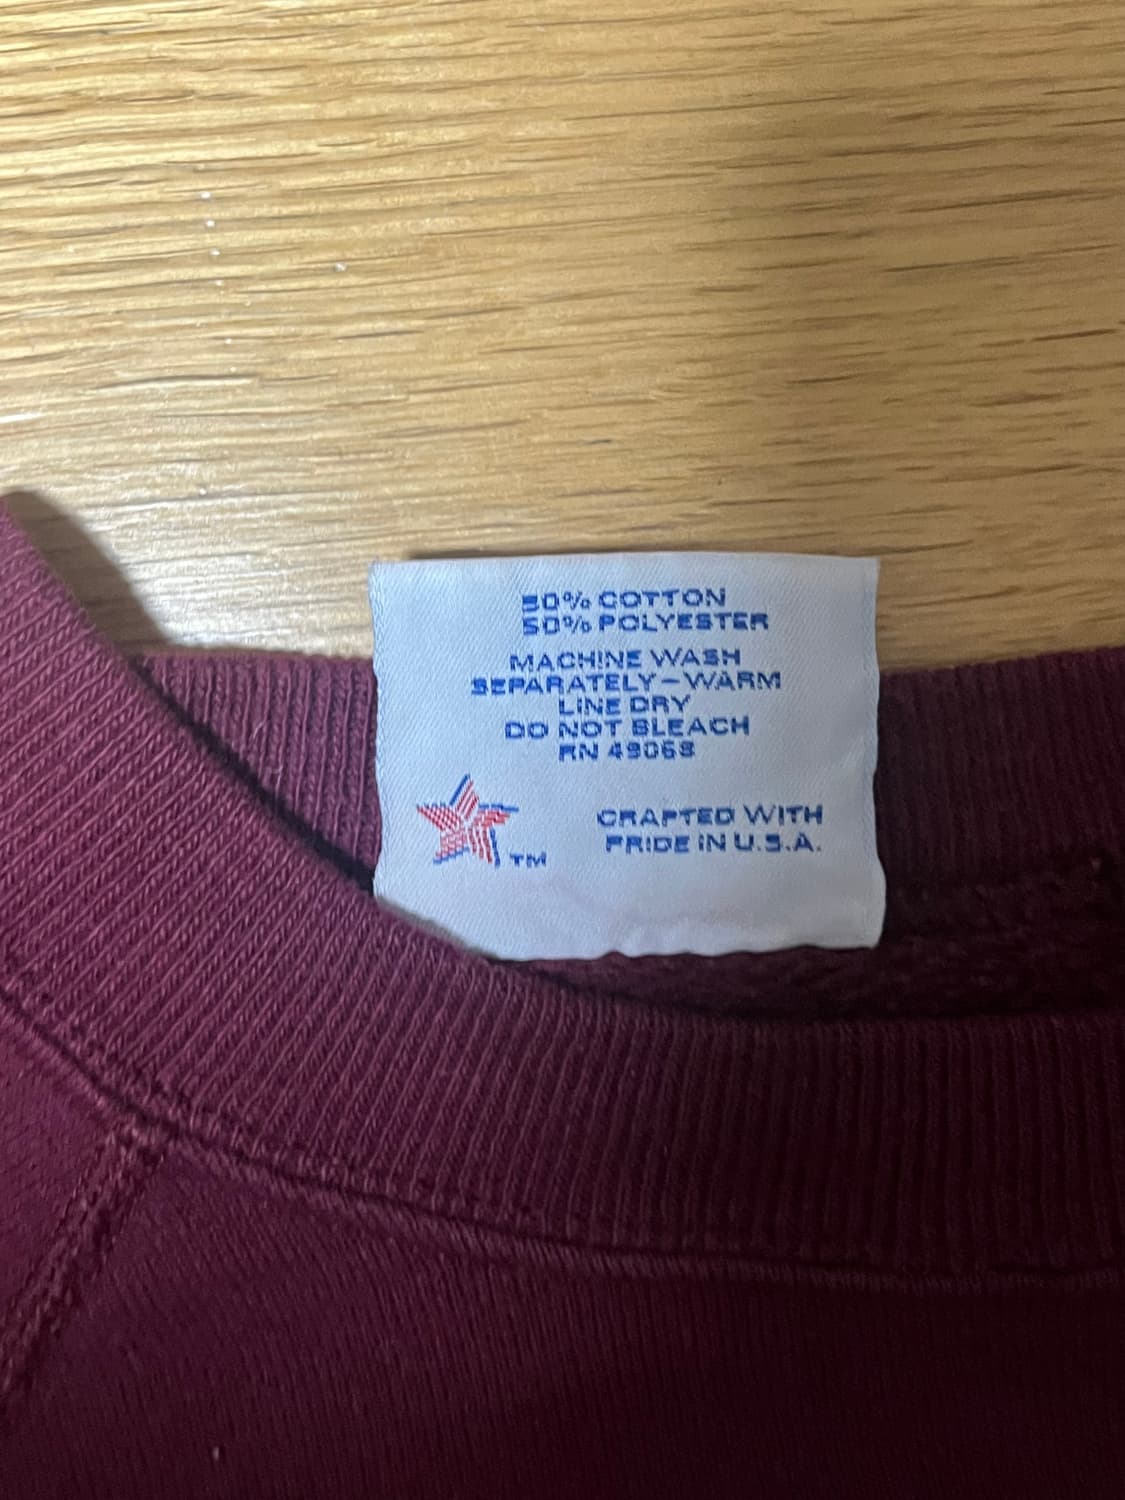 50% COTTON
50% POLYESTER
MACHINE WASH
SEPARATELY-WARM
LINE DRY
DO NOT BLEACH
RN 49068
TM
CRAFTED WITH
PRIDE IN U.S.A.